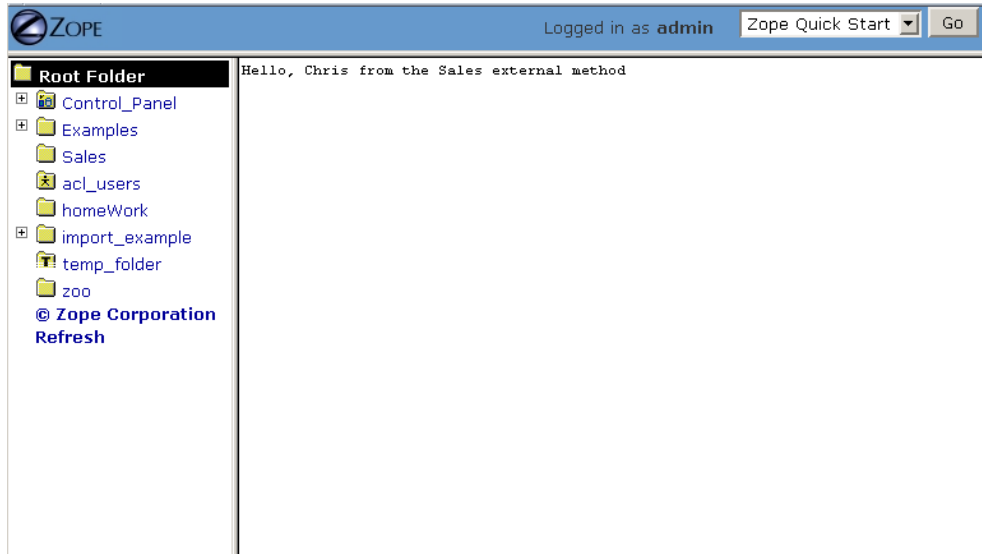 ZOPE
Logged in as admin
Zope Quick Start
Go
Root Folder
Control_Panel
Examples
Sales
acl_users
homeWork
import_example
temp_folder
zoo
© Zope Corporation
Refresh
Hello, Chris from the Sales external method